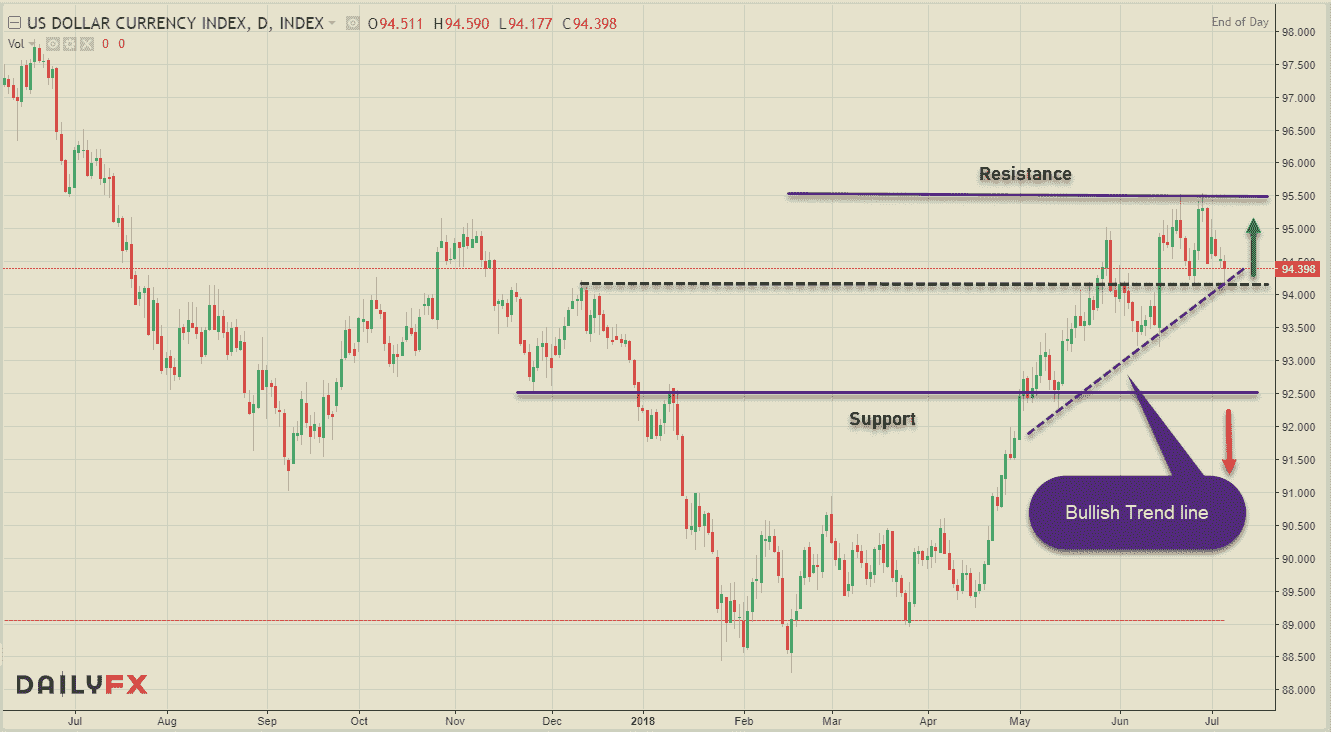 US DOLLAR CURRENCY INDEX, D, INDEX O94.511 H94.590 L94.177 C94.398
End of Day
Vol 0 0
98.000
97.500
97.000
96.500
96.000
Resistance
95.500
95.000
94.500
94.398
94.000
93.500
93.000
92.500
Support
92.000
91.500
91.000
Bullish Trend line
90.500
90.000
89.500
89.000
88.500
88.000
DAILYFX
Jul Aug Sep Oct Nov Dec 2018 Feb Mar Apr May Jun Jul